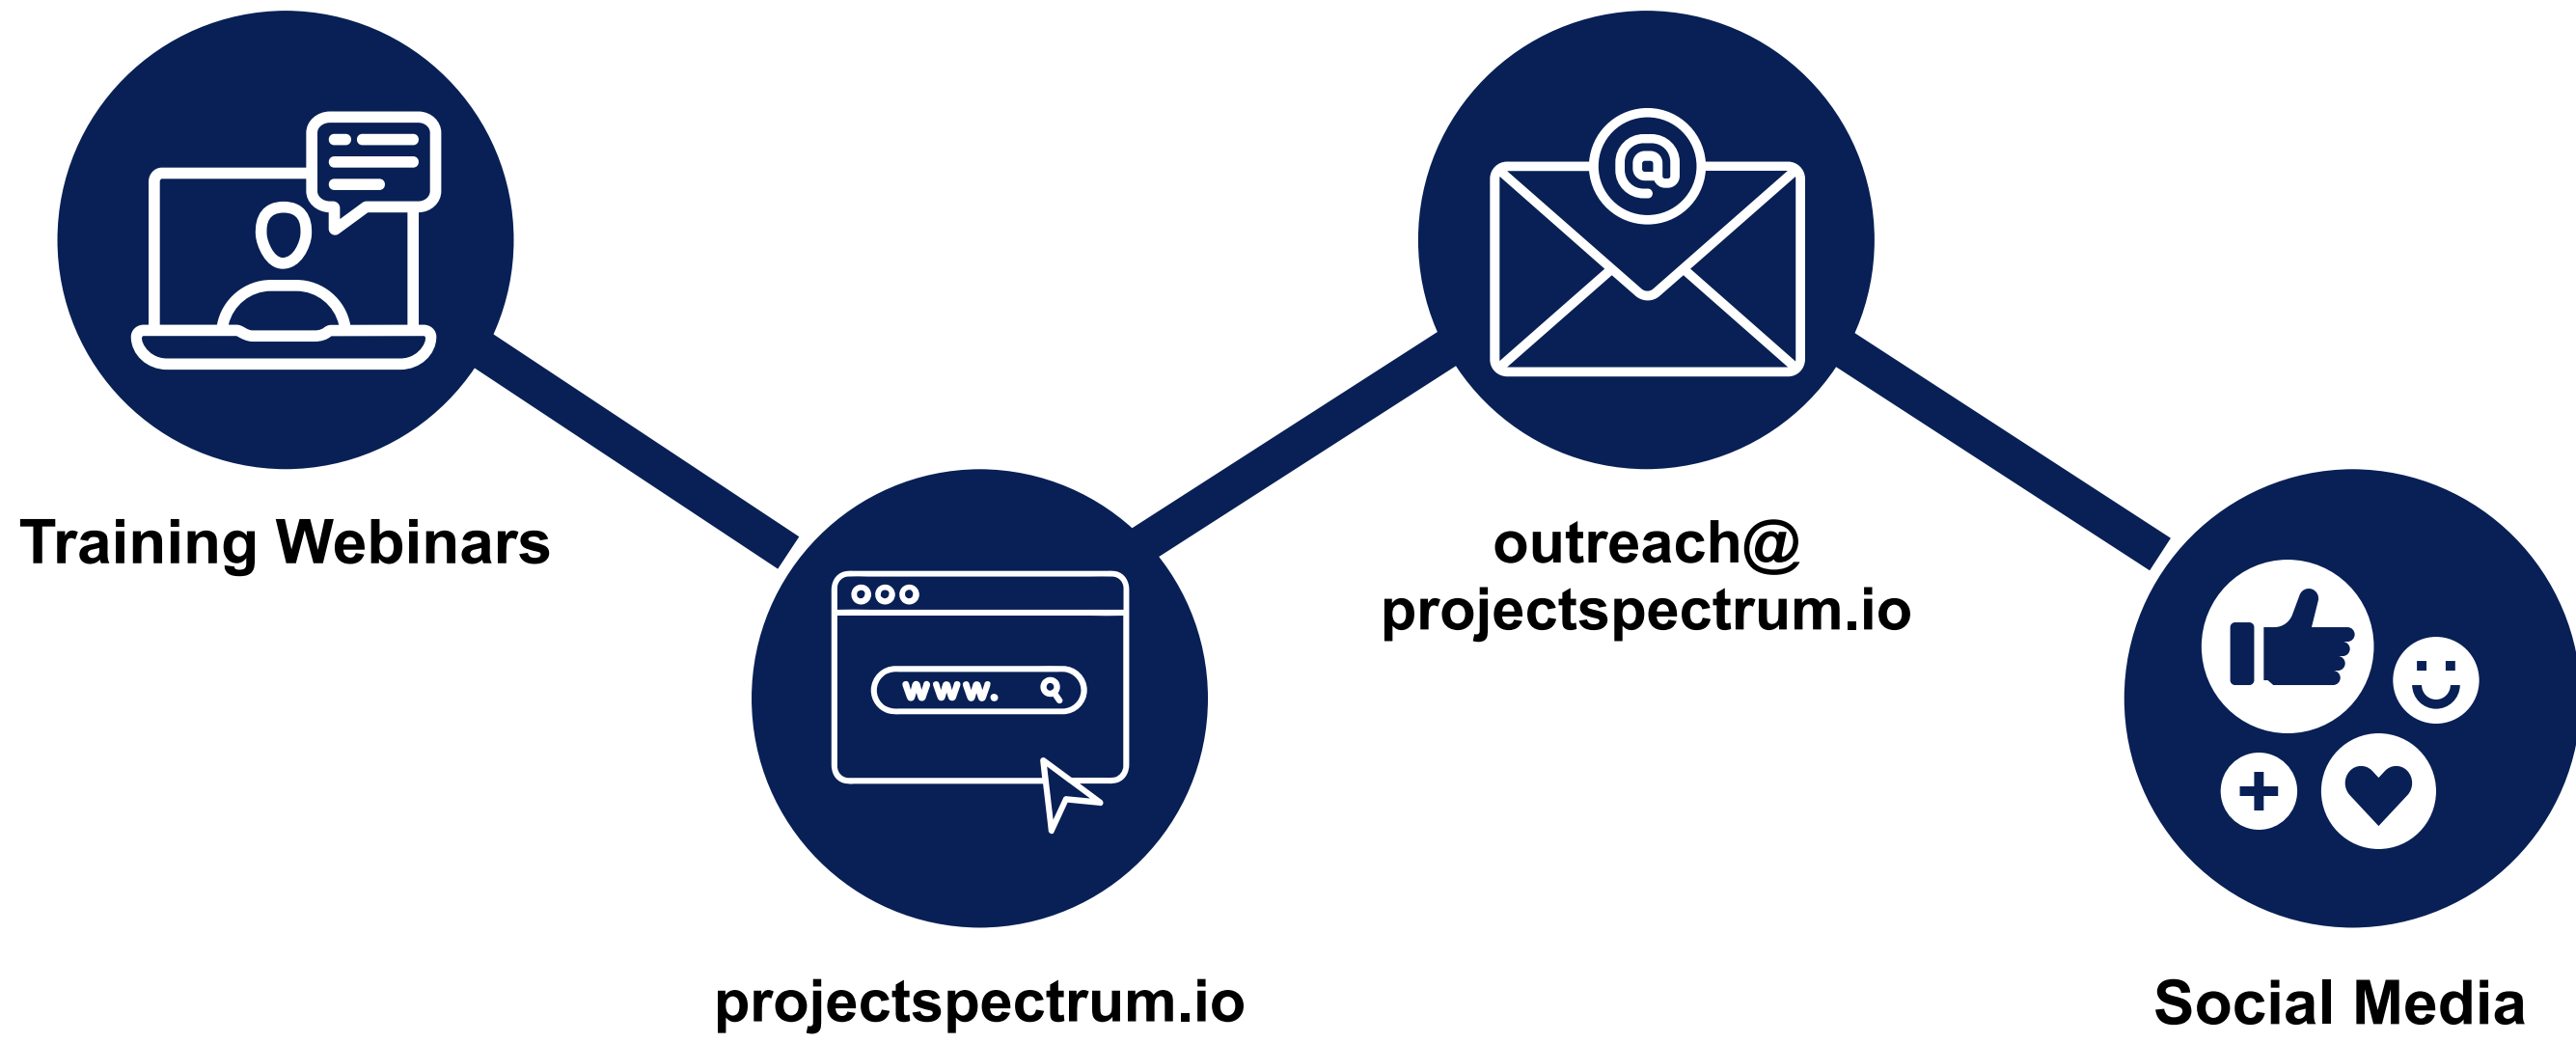 Training Webinars
www.
projectspectrum.io
@
outreach@
projectspectrum.io
Social Media